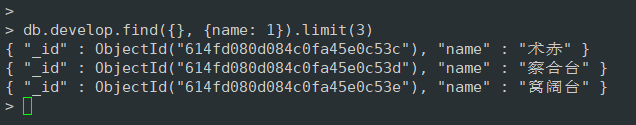 >
> db.develop.find({}, {name: 1}).limit(3)
{ "_id" : ObjectId("614fd080d084c0fa45e0c53c"), "name" : "术赤" }
{ "_id" : ObjectId("614fd080d084c0fa45e0c53d"), "name" : "察合台" }
{ "_id" : ObjectId("614fd080d084c0fa45e0c53e"), "name" : "窝阔台" }
>